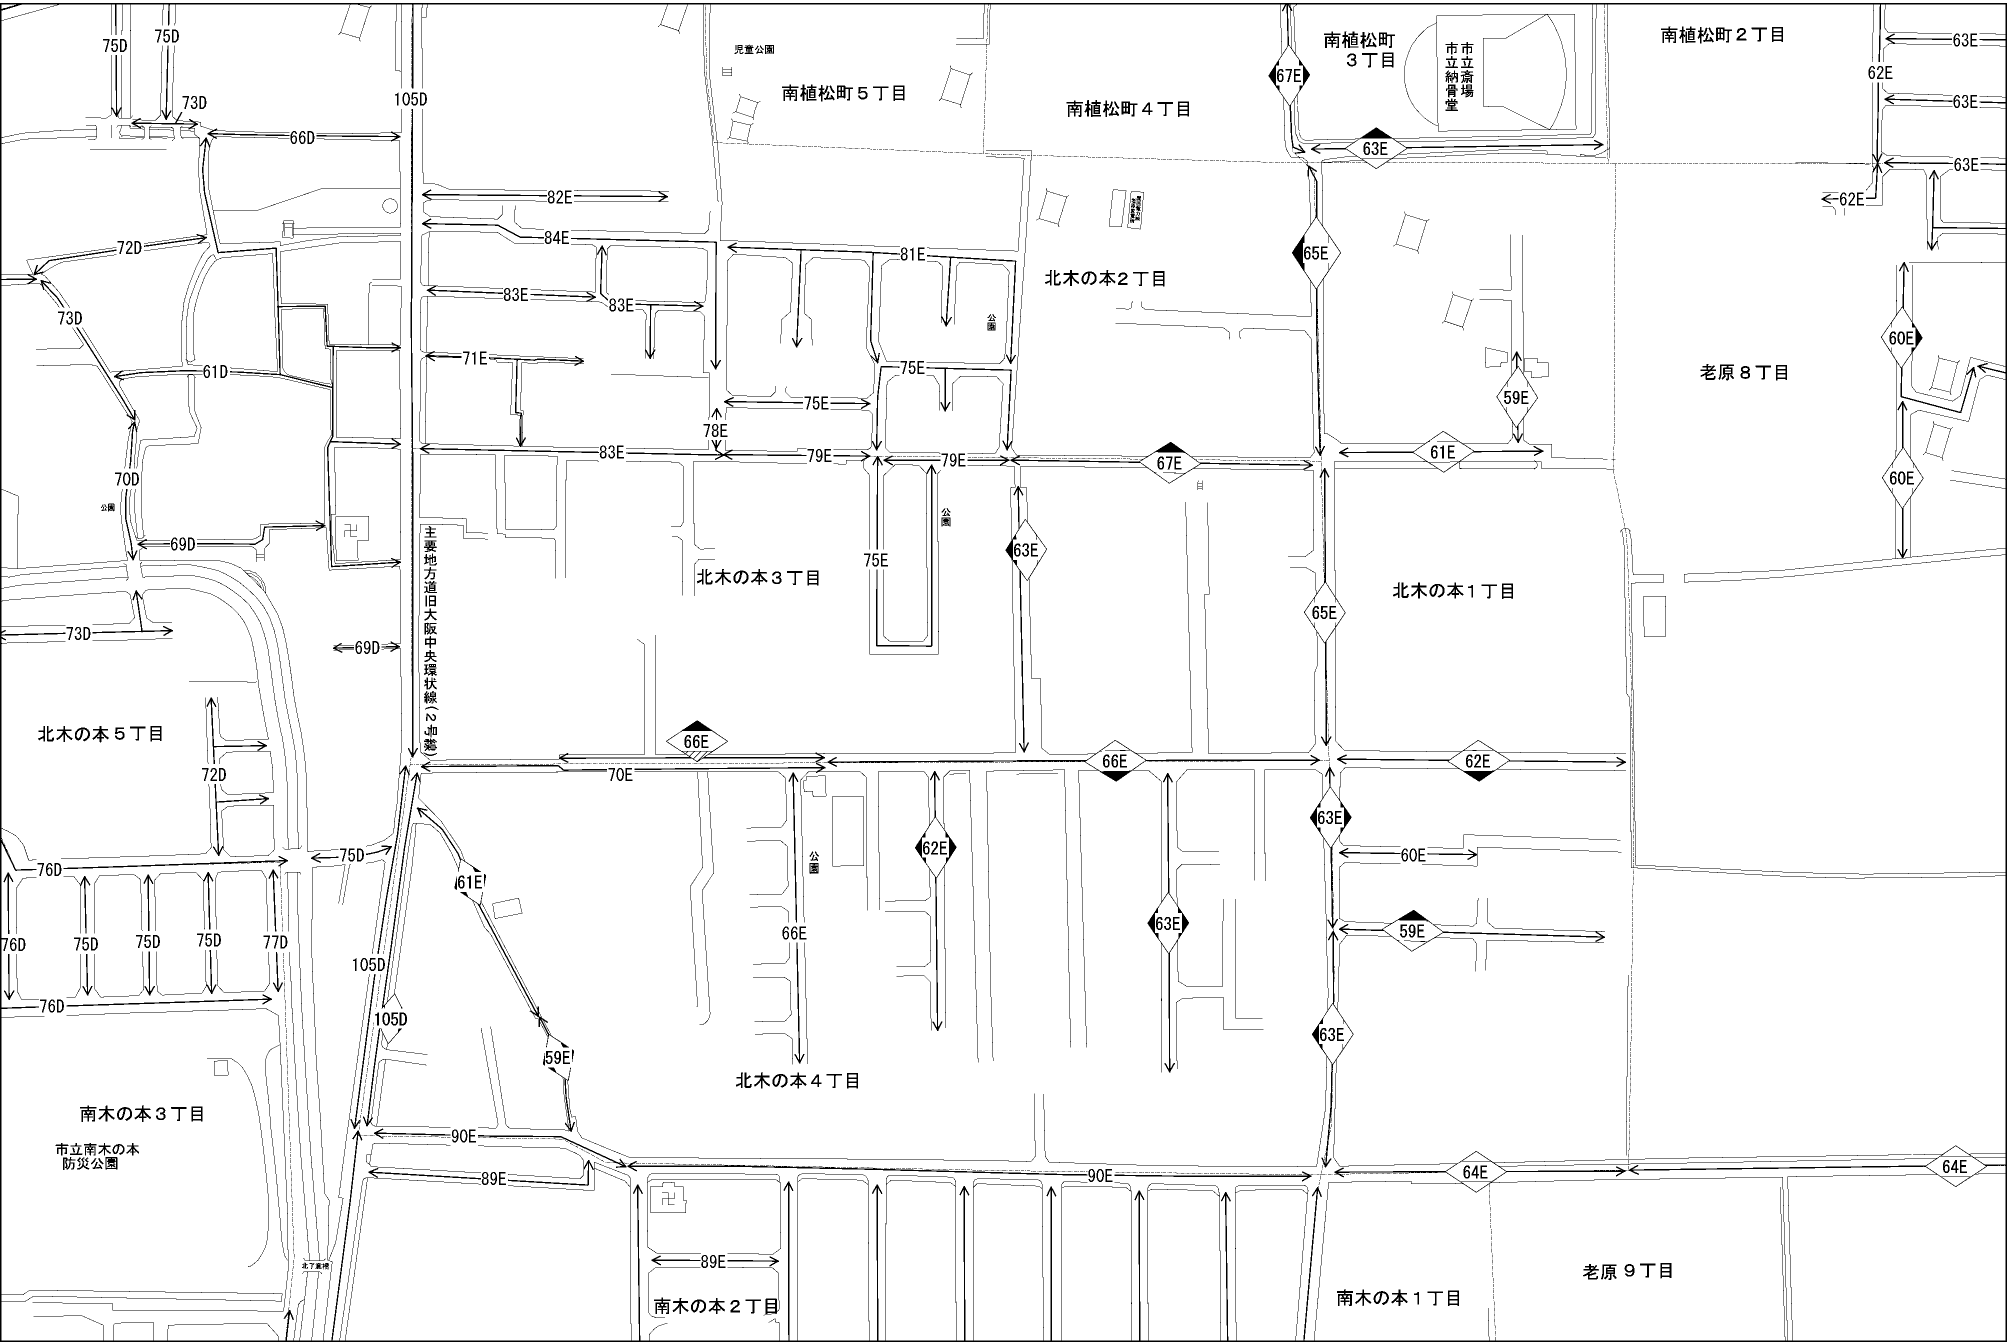 75D
75D
73D
66D
105D
児童公園
南植松町５丁目
南植松町４丁目
67E
南植松町
３丁目
市立斎場
市立納骨堂
63E
南植松町２丁目
62E
63E
63E
63E
62E
82E
84E
81E
72D
83E
83E
73D
71E
61D
75E
75E
78E
北木の本２丁目
公園
65E
59E
老原８丁目
60E
60E
83E
79E
79E
67E
61E
70D
公園
69D
69D
73D
主要地方道旧大阪中央環状線(２号線)
公園
75E
63E
北木の本３丁目
北木の本１丁目
65E
北木の本５丁目
72D
66E
70E
66E
62E
76D
75D
61E
公園
62E
63E
60E
76D
75D
75D
75D
77D
105D
66E
63E
59E
76D
105D
59E
63E
北木の本４丁目
南木の本３丁目
市立南木の本
防災公園
90E
89E
90E
64E
64E
89E
南木の本２丁目
南木の本１丁目
老原９丁目